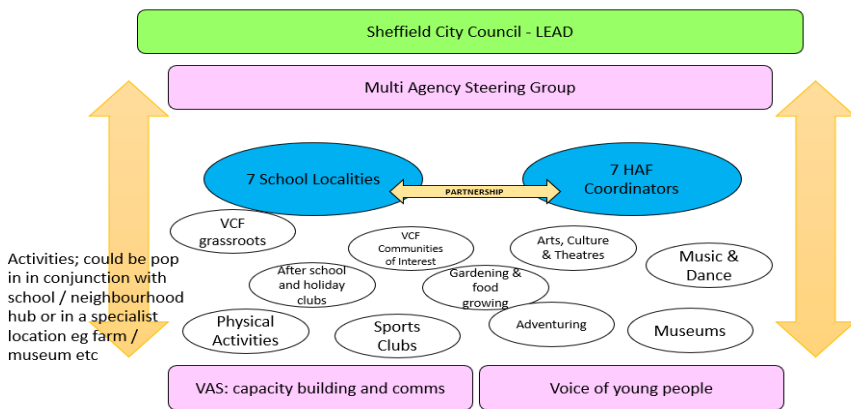 Sheffield City Council - LEAD
Multi Agency Steering Group
7 School Localities
PARTNERSHIP
7 HAF
Coordinators
VCF
grassroots
VCF
Communities
of Interest
Arts, Culture
& Theatres
Music &
Dance
Activities; could be pop
in in conjunction with
school / neighbourhood
hub or in a specialist
location eg farm /
museum etc
After school
and holiday
clubs
Gardening &
food
growing
Physical
Activities
Sports
Clubs
Adventuring
Museums
VAS: capacity building and comms
Voice of young people